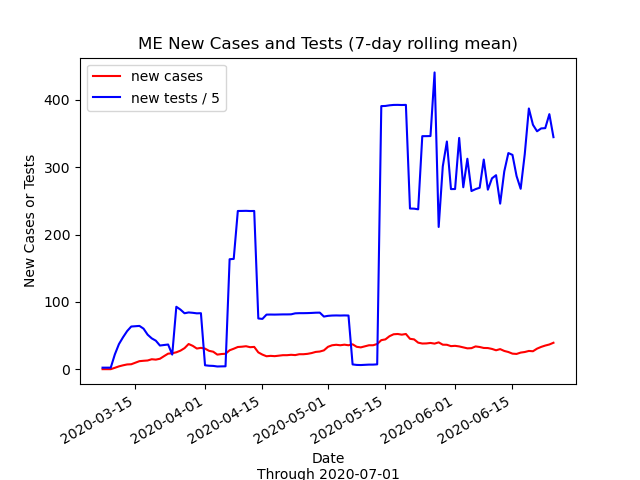 ME New Cases and Tests (7-day rolling mean)
new cases
new tests / 5
New Cases or Tests
400
300
200
100
0
2020-03-15
2020-04-01
2020-04-15
2020-05-01
2020-05-15
2020-06-01
2020-06-15
Date
Through 2020-07-01